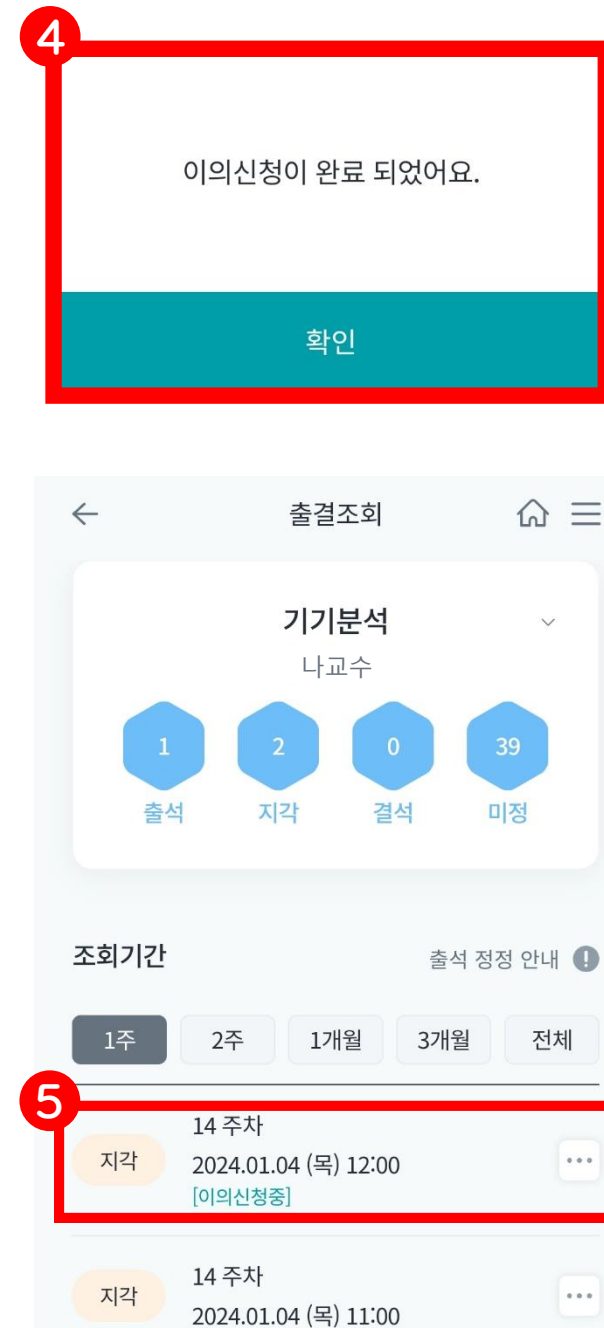 4
이의신청이 완료 되었어요.
확인
출결조회
기기분석
나교수
1 2 0 39
출석 지각 결석 미정
조회기간 출석 정정 안내 !
1주 2주 1개월 3개월 전체
5
14 주차
지각
2024.01.04 (목) 12:00
[이의신청중]
14 주차
지각
2024.01.04 (목) 11:00